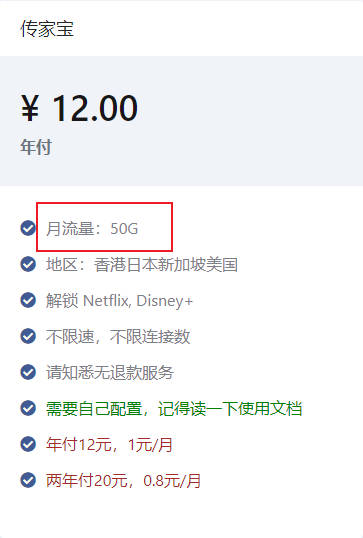 传家宝
¥ 12.00
年付
月流量：50G
地区：香港日本新加坡美国
解锁 Netflix, Disney+
不限速，不限连接数
请知悉无退款服务
需要自己配置，记得读一下使用文档
年付12元，1元/月
两年付20元，0.8元/月